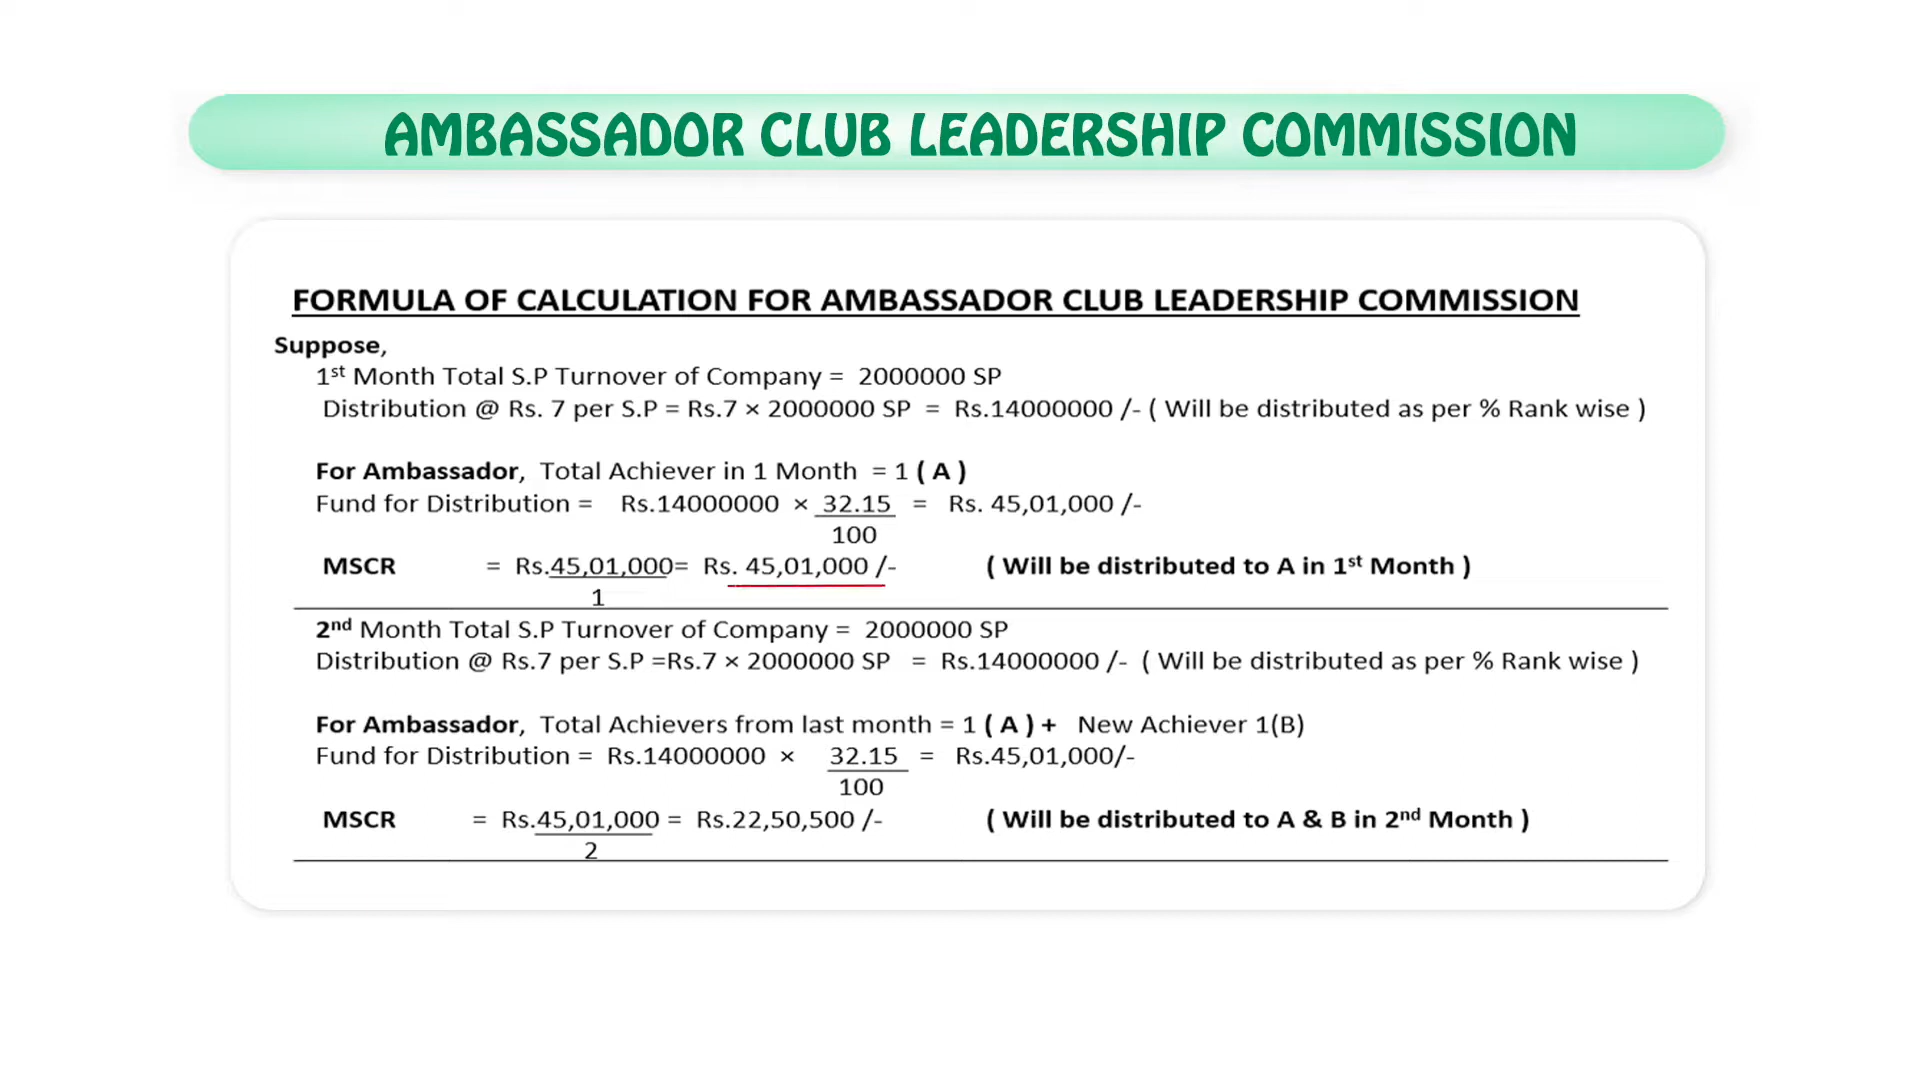 AMBASSADOR CLUB LEADERSHIP COMMISSION
FORMULA OF CALCULATION FOR AMBASSADOR CLUB LEADERSHIP COMMISSION
Suppose,
1st Month Total S.P Turnover of Company = 2000000 SP
Distribution @ Rs. 7 per S.P = Rs.7 × 2000000 SP = Rs.14000000 /- ( Will be distributed as per % Rank wise )
For Ambassador, Total Achiever in 1 Month = 1 ( A )
Fund for Distribution = Rs.14000000 × 32.15 = Rs. 45,01,000 /-
100
MSCR = Rs.45,01,000= Rs. 45,01,000 /- ( Will be distributed to A in 1st Month )
1
2nd Month Total S.P Turnover of Company = 2000000 SP
Distribution @ Rs.7 per S.P =Rs.7 × 2000000 SP = Rs.14000000 /- ( Will be distributed as per % Rank wise )
For Ambassador, Total Achievers from last month = 1 ( A ) + New Achiever 1(B)
Fund for Distribution = Rs.14000000 × 32.15 = Rs.45,01,000/-
100
MSCR = Rs.45,01,000 = Rs.22,50,500 /- ( Will be distributed to A & B in 2nd Month )
2